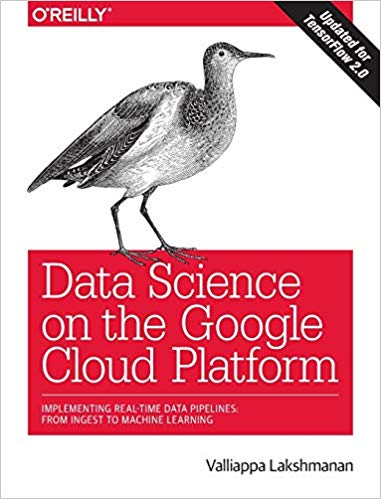 O'REILLY®
Updated for
TensorFlow 2.0
Data Science
on the Google
Cloud Platform
IMPLEMENTING REAL-TIME DATA PIPELINES:
FROM INGEST TO MACHINE LEARNING
Valliappa Lakshmanan